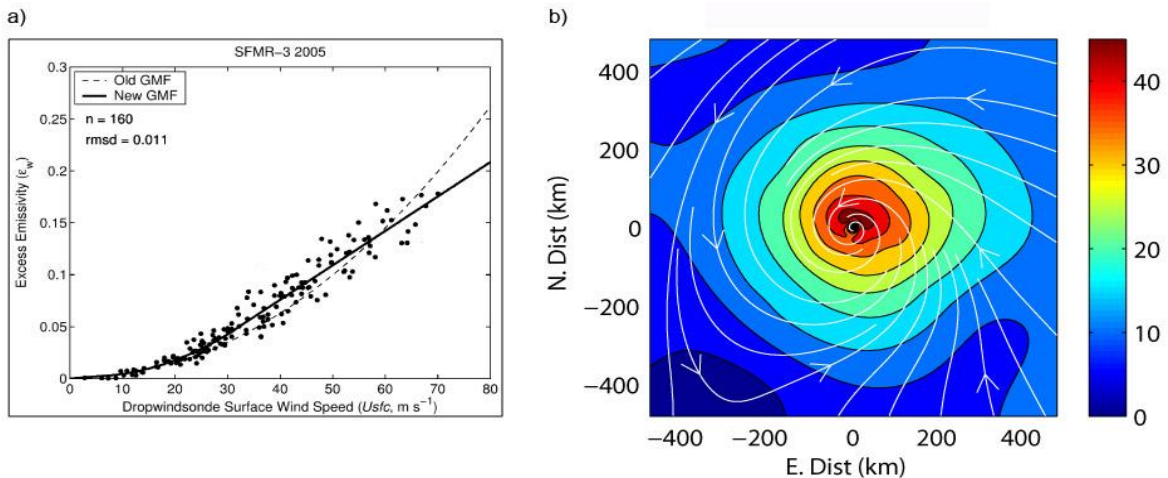 a)
SFMR-3 2005
0.3
0.25
0.2
0.15
0.1
0.05
0
Old GMF
New GMF
n = 160
rmsd = 0.011
Excess Emissivity (εw)
0 10 20 30 40 50 60 70 80
Dropwindsonde Surface Wind Speed (Usfc, m s⁻¹)
b)
400
200
0
−200
−400
N. Dist (km)
−400 −200 0 200 400
E. Dist (km)
40
30
20
10
0